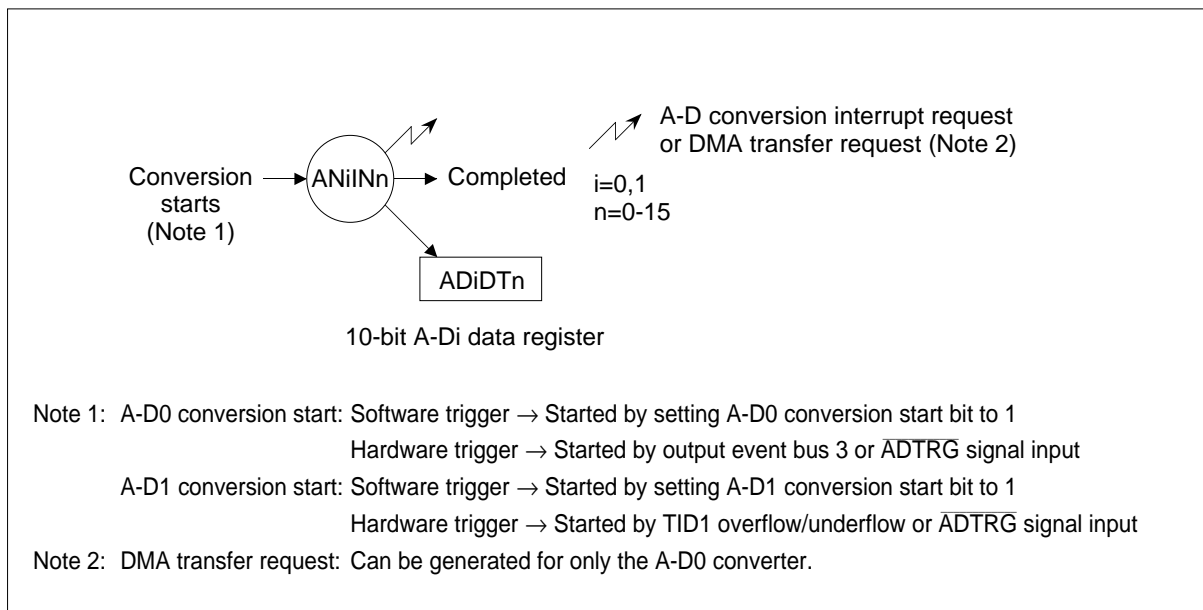 A-D conversion interrupt request
or DMA transfer request (Note 2)
Conversion
starts
(Note 1)
ANiINn
Completed
i=0,1
n=0-15
ADiDTn
10-bit A-Di data register
Note 1: A-D0 conversion start: Software trigger → Started by setting A-D0 conversion start bit to 1
Hardware trigger → Started by output event bus 3 or A̅D̅T̅R̅G̅ signal input
A-D1 conversion start: Software trigger → Started by setting A-D1 conversion start bit to 1
Hardware trigger → Started by TID1 overflow/underflow or A̅D̅T̅R̅G̅ signal input
Note 2: DMA transfer request: Can be generated for only the A-D0 converter.